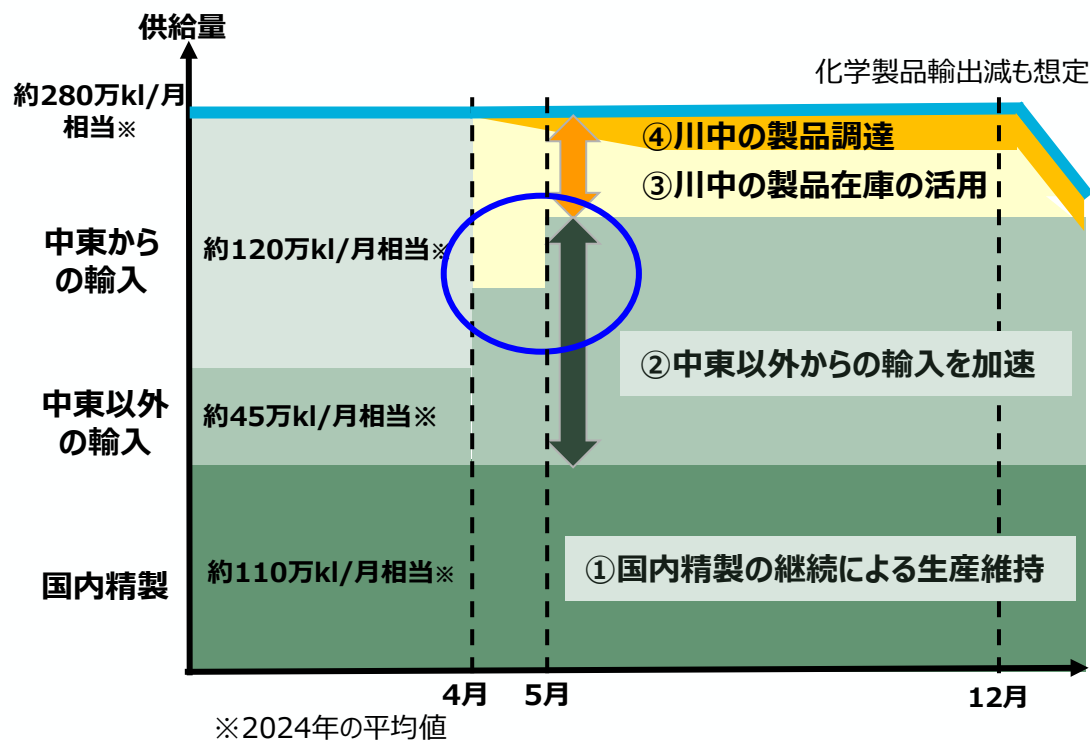 供給量
化学製品輸出減も想定
約280万kl/月
相当※
④川中の製品調達
③川中の製品在庫の活用
中東から
の輸入
約120万kl/月相当※
②中東以外からの輸入を加速
中東以外
の輸入
約45万kl/月相当※
国内精製
約110万kl/月相当※
①国内精製の継続による生産維持
4月
5月
12月
※2024年の平均値